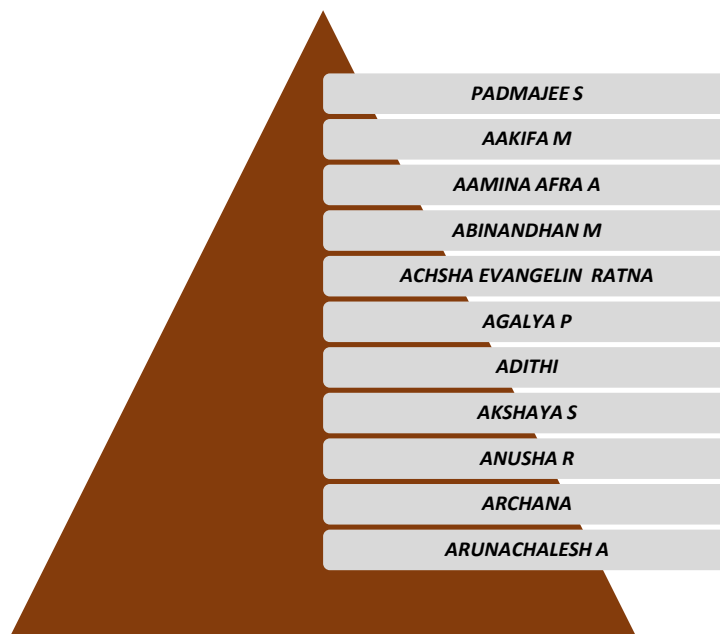 PADMAJEE S
AAKIFA M
AAMINA AFRA A
ABINANDHAN M
ACHSHA EVANGELIN RATNA
AGALYA P
ADITHI
AKSHAYA S
ANUSHA R
ARCHANA
ARUNACHALESH A